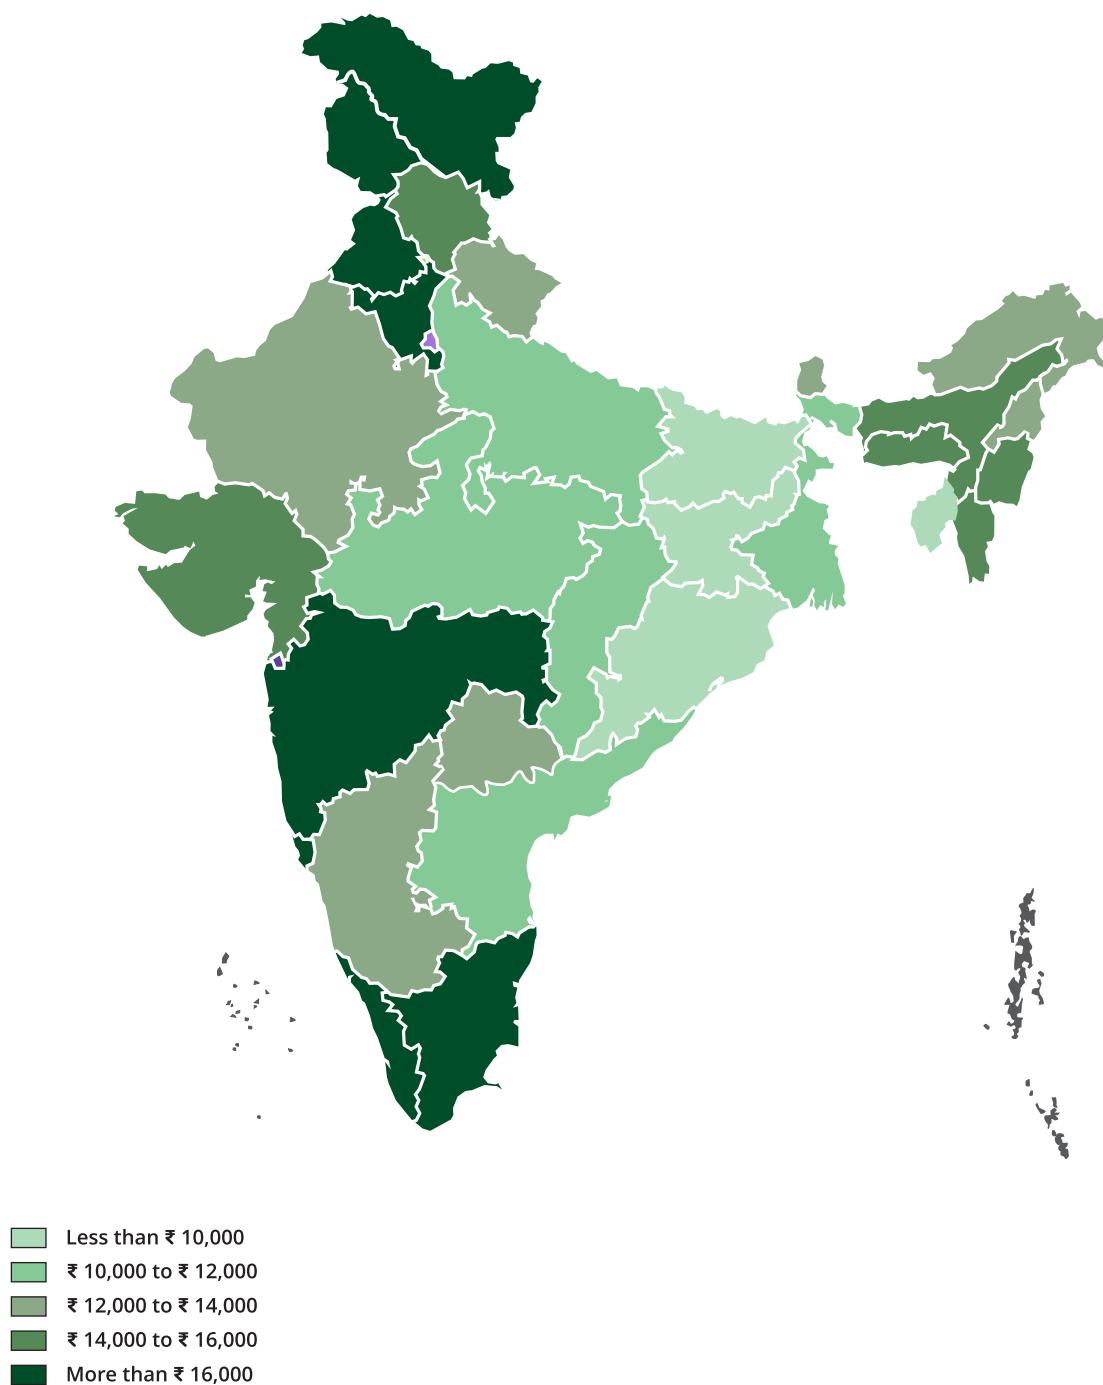 Less than ₹ 10,000
₹ 10,000 to ₹ 12,000
₹ 12,000 to ₹ 14,000
₹ 14,000 to ₹ 16,000
More than ₹ 16,000